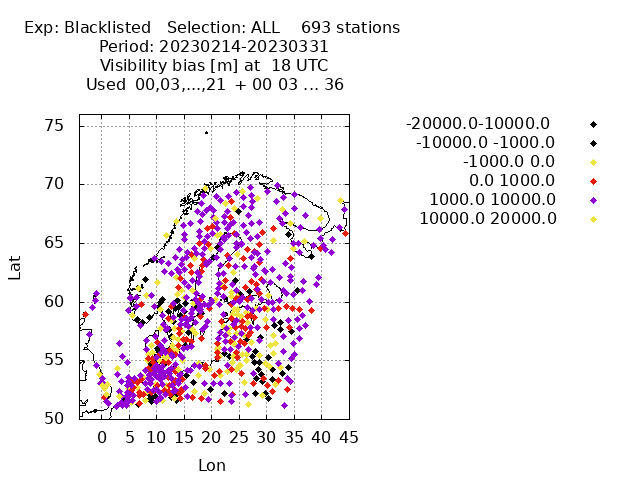 Exp: Blacklisted   Selection: ALL    693 stations
Period: 20230214-20230331
Visibility bias [m] at  18 UTC
Used  00,03,...,21  + 00 03 ... 36
-20000.0-10000.0
-10000.0 -1000.0
-1000.0 0.0
0.0 1000.0
1000.0 10000.0
10000.0 20000.0
75
70
65
60
55
50
Lat
0 5 10 15 20 25 30 35 40 45
Lon